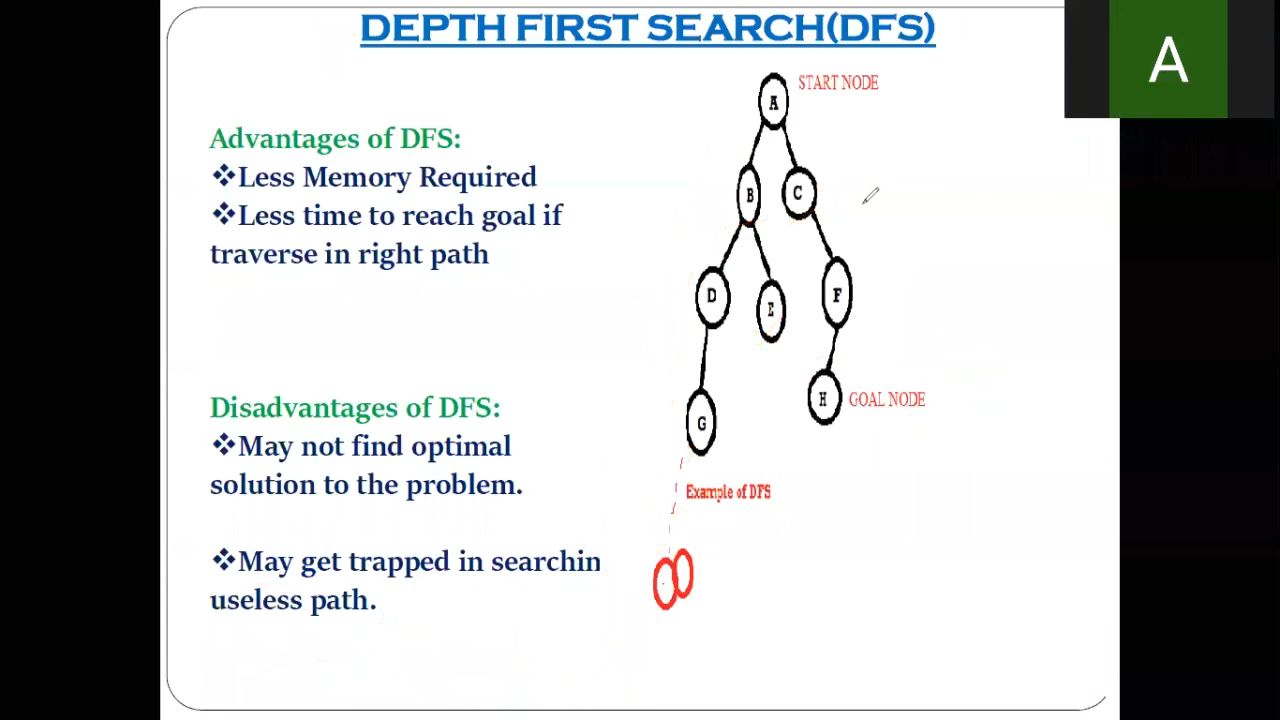 DEPTH FIRST SEARCH(DFS)
A
Advantages of DFS:
❖Less Memory Required
❖Less time to reach goal if
traverse in right path
Disadvantages of DFS:
❖May not find optimal
solution to the problem.
❖May get trapped in searchin
useless path.
A
START NODE
B
C
D
E
F
G
H
GOAL NODE
Example of DFS